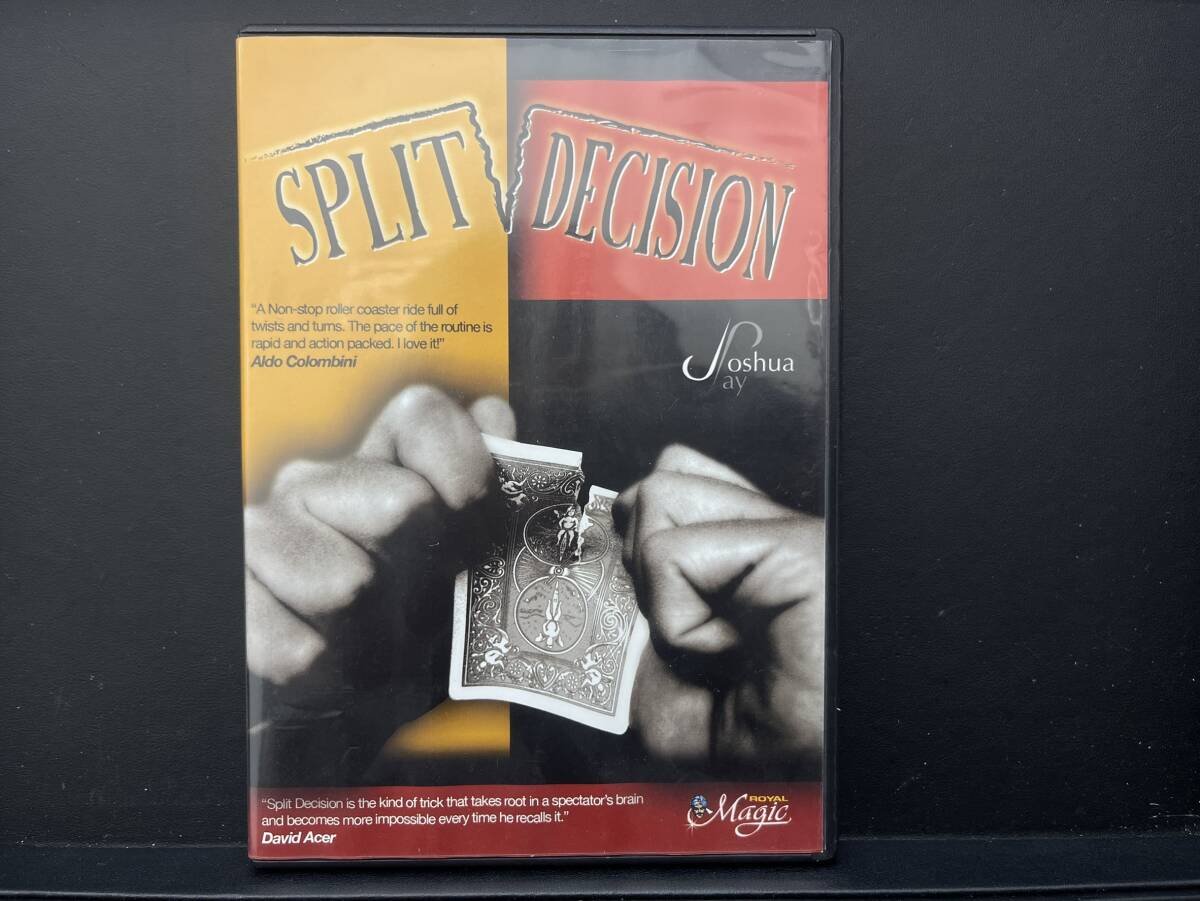 SPLIT DECISION
“A Non-stop roller coaster ride full of
twists and turns. The pace of the routine is
rapid and action packed. I love it!”
Aldo Colombini
Joshua
Jay
“Split Decision is the kind of trick that takes root in a spectator’s brain
and becomes more impossible every time he recalls it.”
David Acer
ROYAL
Magic